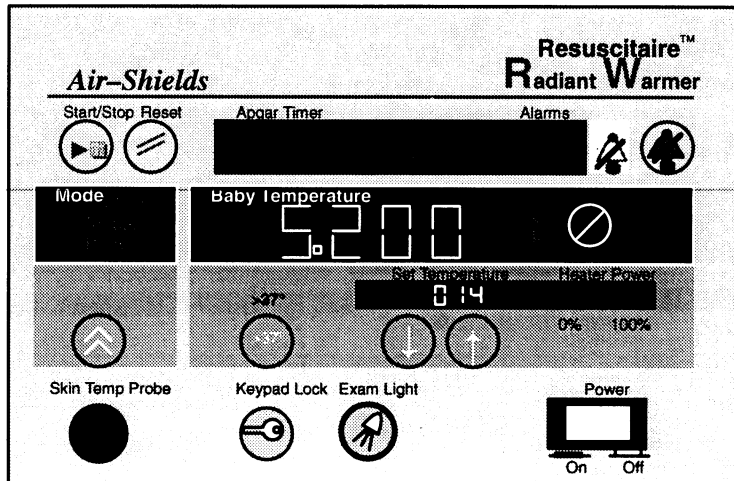 Resuscitaire™
Radiant Warmer
Air–Shields
Start/Stop Reset
Apgar Timer
Alarms
Mode
Baby Temperature
5.200
Set Temperature
Heater Power
>37°
014
<37°
0% 100%
Skin Temp Probe
Keypad Lock
Exam Light
Power
On Off